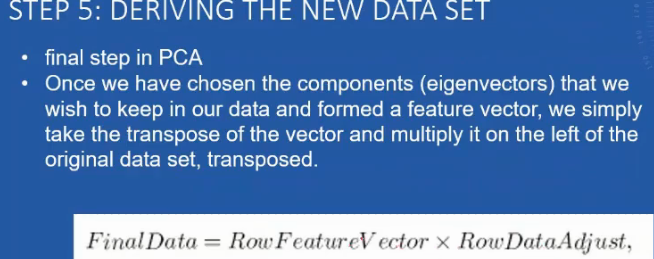 STEP 5: DERIVING THE NEW DATA SET
• final step in PCA
• Once we have chosen the components (eigenvectors) that we
wish to keep in our data and formed a feature vector, we simply
take the transpose of the vector and multiply it on the left of the
original data set, transposed.
FinalData = RowFeatureVector × RowDataAdjust,